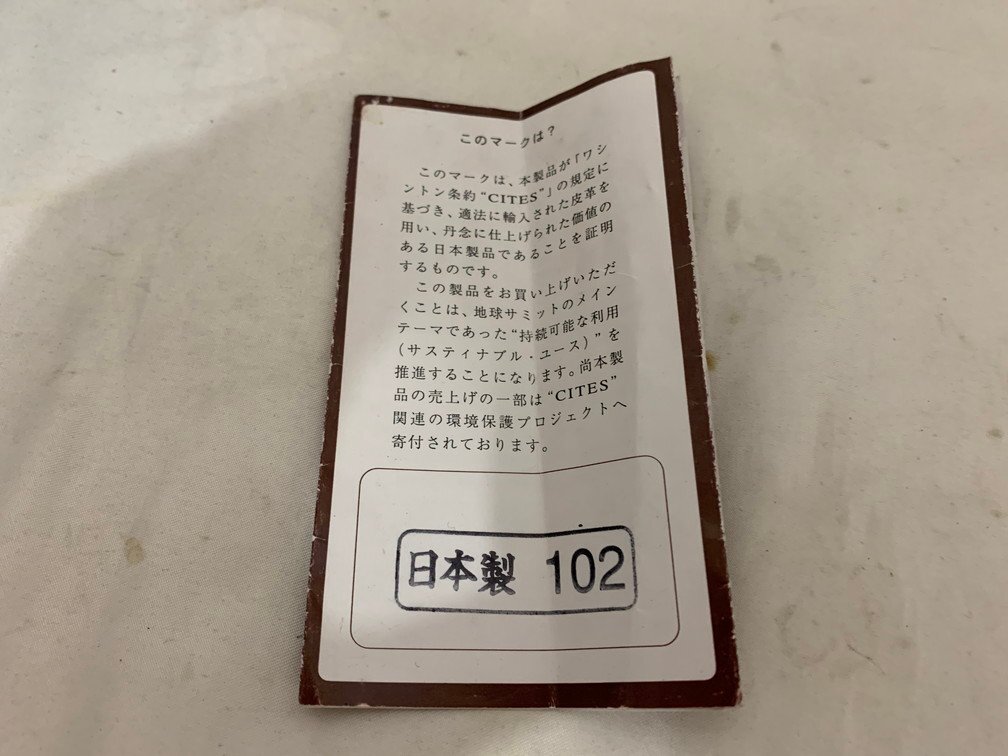 このマークは?
このマークは、本製品が「ワシ
ントン条約“CITES”」の規定に
基づき、適法に輸入された皮革を
用い、丹念に仕上げられた価値の
ある日本製品であることを証明
するものです。
この製品をお買い上げいただ
くことは、地球サミットのメイン
テーマであった“持続可能な利用
(サスティナブル・ユース)”を
推進することになります。尚本製
品の売上げの一部は“CITES”
関連の環境保護プロジェクトへ
寄付されております。
日本製 102